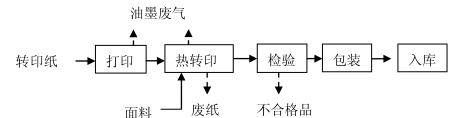 油墨废气
转印纸 打印 热转印 检验 包装 入库
面料 废纸 不合格品